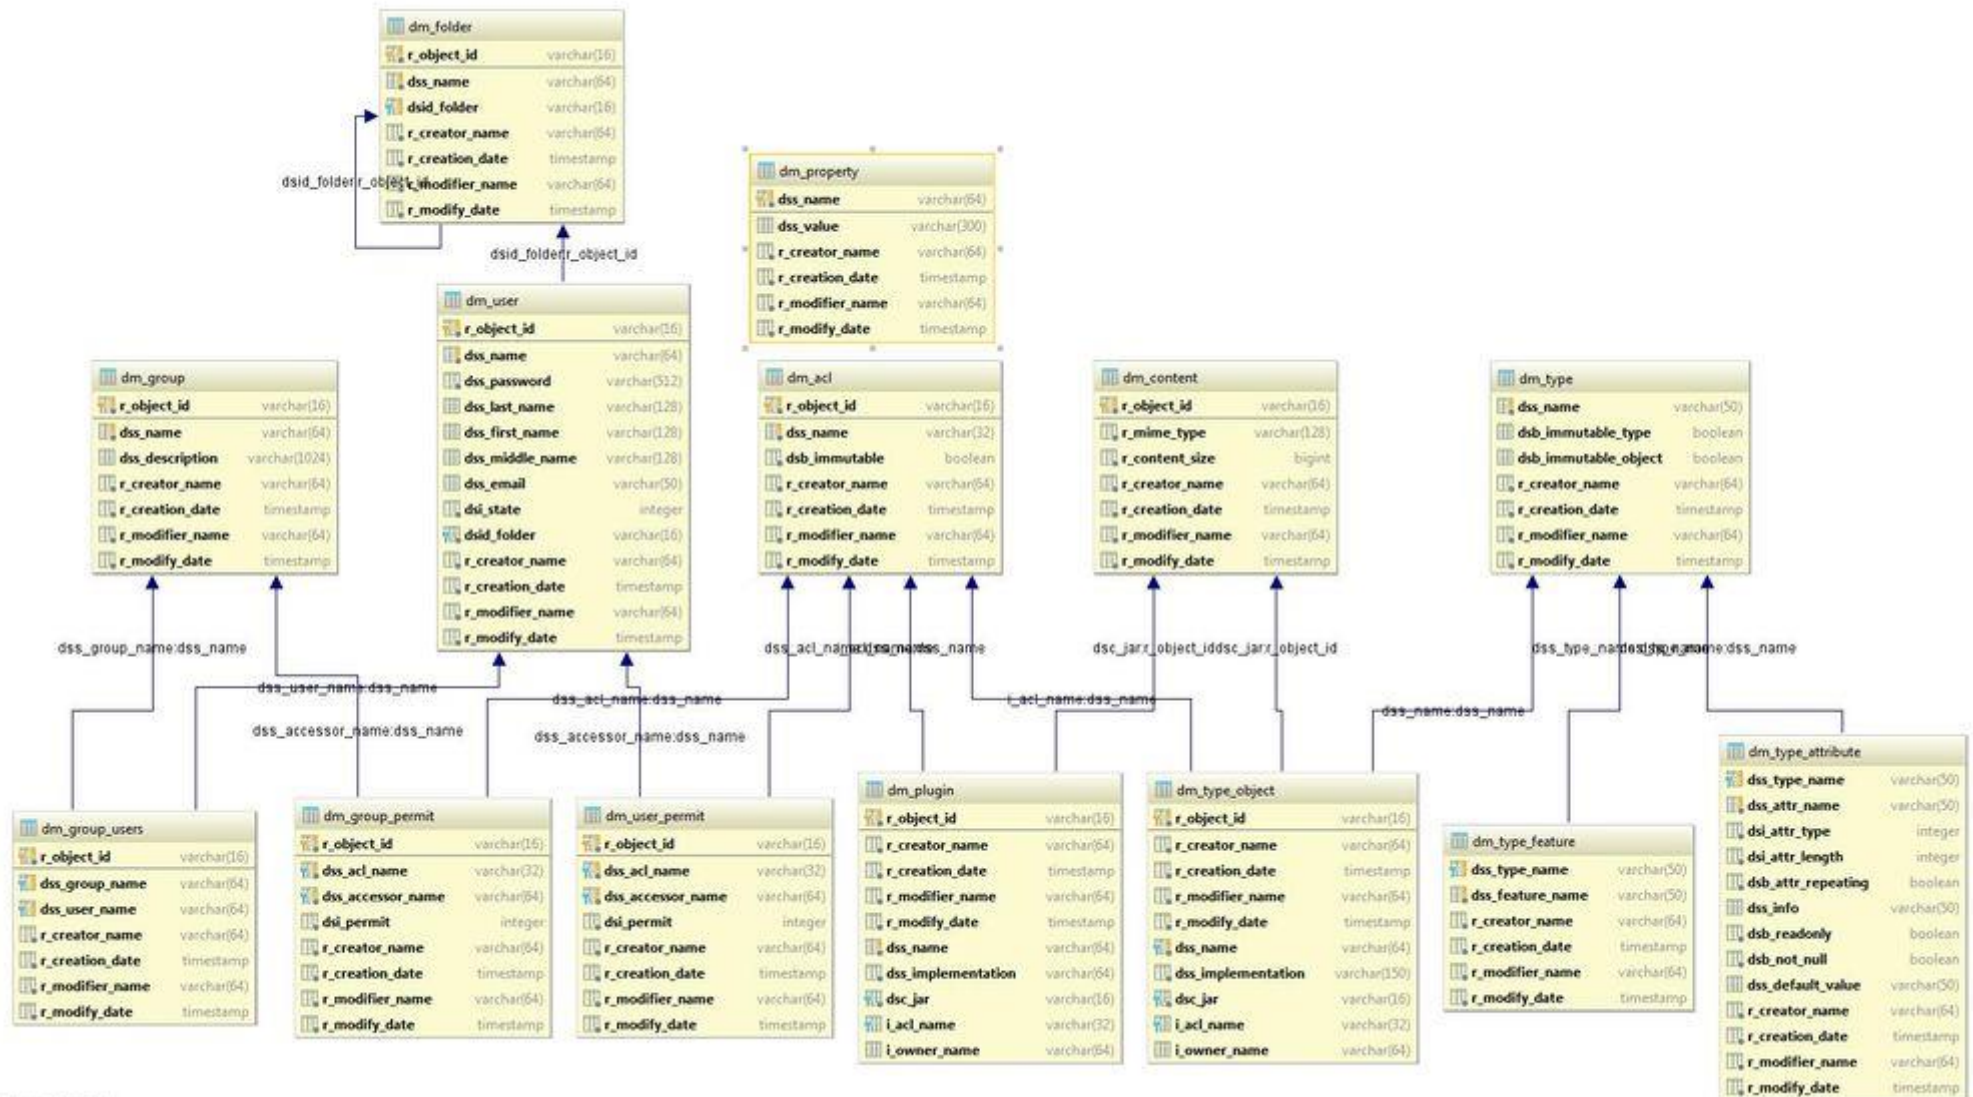 dm_folder
r_object_id varchar(16)
dss_name varchar(64)
dsid_folder varchar(16)
r_creator_name varchar(64)
r_creation_date timestamp
r_modifier_name varchar(64)
r_modify_date timestamp
dsid_folder:r_object_id
dsid_folder:r_object_id
dm_property
dss_name varchar(64)
dss_value varchar(300)
r_creator_name varchar(64)
r_creation_date timestamp
r_modifier_name varchar(64)
r_modify_date timestamp
dm_user
r_object_id varchar(16)
dss_name varchar(64)
dss_password varchar(512)
dss_last_name varchar(128)
dss_first_name varchar(128)
dss_middle_name varchar(128)
dss_email varchar(50)
dsi_state integer
dsid_folder varchar(16)
r_creator_name varchar(64)
r_creation_date timestamp
r_modifier_name varchar(64)
r_modify_date timestamp
dm_group
r_object_id varchar(16)
dss_name varchar(64)
dss_description varchar(1024)
r_creator_name varchar(64)
r_creation_date timestamp
r_modifier_name varchar(64)
r_modify_date timestamp
dm_acl
r_object_id varchar(16)
dss_name varchar(32)
dsb_immutable boolean
r_creator_name varchar(64)
r_creation_date timestamp
r_modifier_name varchar(64)
r_modify_date timestamp
dm_content
r_object_id varchar(16)
r_mime_type varchar(128)
r_content_size bigint
r_creator_name varchar(64)
r_creation_date timestamp
r_modifier_name varchar(64)
r_modify_date timestamp
dm_type
dss_name varchar(50)
dsb_immutable_type boolean
dsb_immutable_object boolean
r_creator_name varchar(64)
r_creation_date timestamp
r_modifier_name varchar(64)
r_modify_date timestamp
dss_group_name:dss_name
dss_user_name:dss_name
dss_accessor_name:dss_name
dss_acl_name:dss_name
dss_accessor_name:dss_name
dsc_jar:r_object_id
dsc_jar:r_object_id
i_acl_name:dss_name
dss_name:dss_name
dm_group_users
r_object_id varchar(16)
dss_group_name varchar(64)
dss_user_name varchar(64)
r_creator_name varchar(64)
r_creation_date timestamp
r_modifier_name varchar(64)
r_modify_date timestamp
dm_group_permit
r_object_id varchar(16)
dss_acl_name varchar(32)
dss_accessor_name varchar(64)
dsi_permit integer
r_creator_name varchar(64)
r_creation_date timestamp
r_modifier_name varchar(64)
r_modify_date timestamp
dm_user_permit
r_object_id varchar(16)
dss_acl_name varchar(32)
dss_accessor_name varchar(64)
dsi_permit integer
r_creator_name varchar(64)
r_creation_date timestamp
r_modifier_name varchar(64)
r_modify_date timestamp
dm_plugin
r_object_id varchar(16)
r_creator_name varchar(64)
r_creation_date timestamp
r_modifier_name varchar(64)
r_modify_date timestamp
dss_name varchar(64)
dss_implementation varchar(64)
dsc_jar varchar(16)
i_acl_name varchar(32)
i_owner_name varchar(64)
dm_type_object
r_object_id varchar(16)
r_creator_name varchar(64)
r_creation_date timestamp
r_modifier_name varchar(64)
r_modify_date timestamp
dss_name varchar(64)
dss_implementation varchar(150)
dsc_jar varchar(16)
i_acl_name varchar(32)
i_owner_name varchar(64)
dm_type_feature
dss_type_name varchar(50)
dss_feature_name varchar(50)
r_creator_name varchar(64)
r_creation_date timestamp
r_modifier_name varchar(64)
r_modify_date timestamp
dm_type_attribute
dss_type_name varchar(50)
dss_attr_name varchar(50)
dsi_attr_type integer
dsi_attr_length integer
dsb_attr_repeating boolean
dss_info varchar(50)
dsb_readonly boolean
dsb_not_null boolean
dss_default_value varchar(50)
r_creator_name varchar(64)
r_creation_date timestamp
r_modifier_name varchar(64)
r_modify_date timestamp